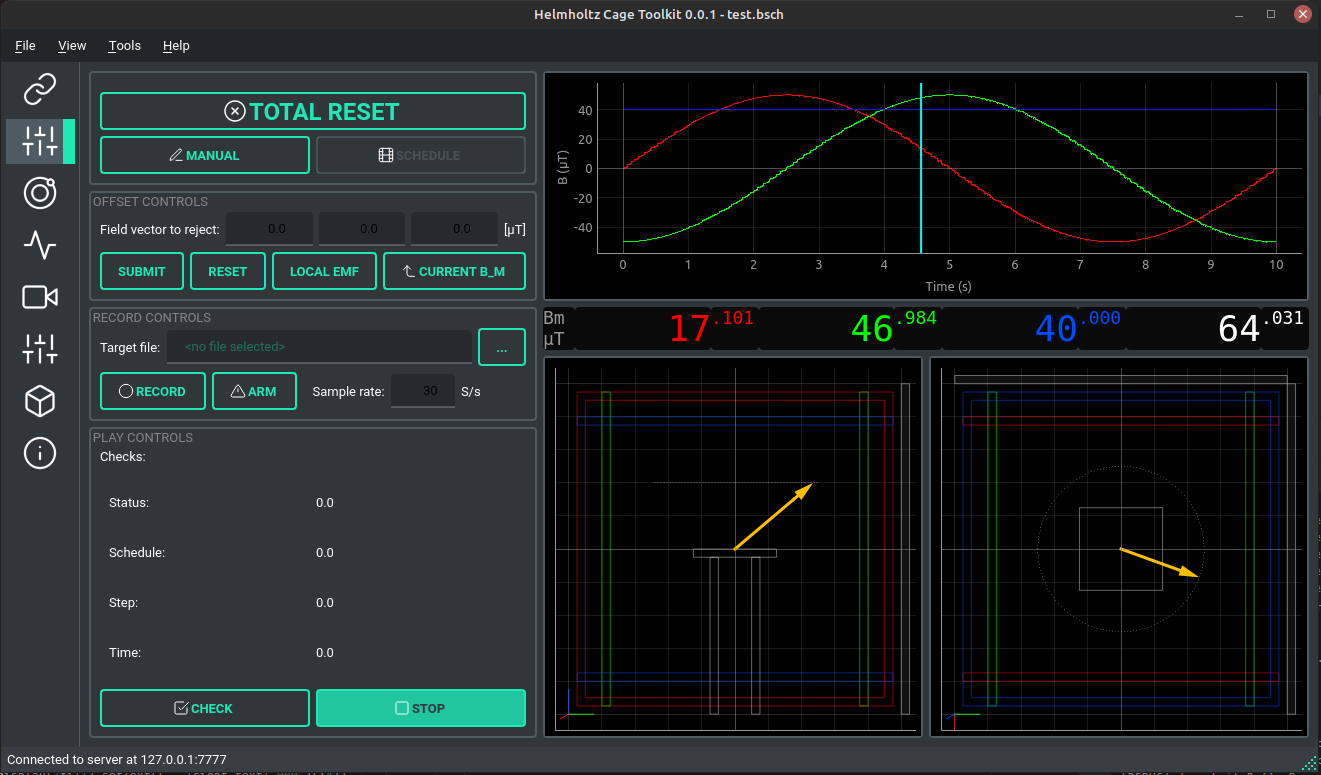 Helmholtz Cage Toolkit 0.0.1 - test.bsch
File View Tools Help
TOTAL RESET
MANUAL SCHEDULE
OFFSET CONTROLS
Field vector to reject: 0.0 0.0 0.0 [µT]
SUBMIT RESET LOCAL EMF CURRENT B_M
RECORD CONTROLS
Target file: <no file selected> ...
RECORD ARM Sample rate: 30 S/s
PLAY CONTROLS
Checks:
Status: 0.0
Schedule: 0.0
Step: 0.0
Time: 0.0
CHECK STOP
B (µT)
40
20
0
-20
-40
0 1 2 3 4 5 6 7 8 9 10
Time (s)
Bm
µT
17.101 46.984 40.000 64.031
Connected to server at 127.0.0.1:7777